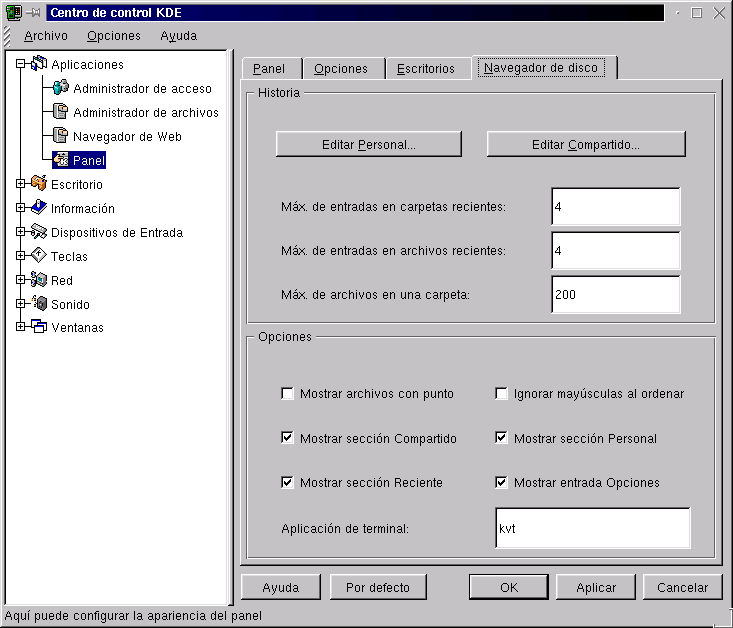 Centro de control KDE
Archivo Opciones Ayuda
Aplicaciones
Administrador de acceso
Administrador de archivos
Navegador de Web
Panel
Escritorio
Información
Dispositivos de Entrada
Teclas
Red
Sonido
Ventanas
Panel Opciones Escritorios Navegador de disco
Historia
Editar Personal... Editar Compartido...
Máx. de entradas en carpetas recientes: 4
Máx. de entradas en archivos recientes: 4
Máx. de archivos en una carpeta: 200
Opciones
Mostrar archivos con punto Ignorar mayúsculas al ordenar
Mostrar sección Compartido Mostrar sección Personal
Mostrar sección Reciente Mostrar entrada Opciones
Aplicación de terminal: kvt
Ayuda Por defecto OK Aplicar Cancelar
Aquí puede configurar la apariencia del panel